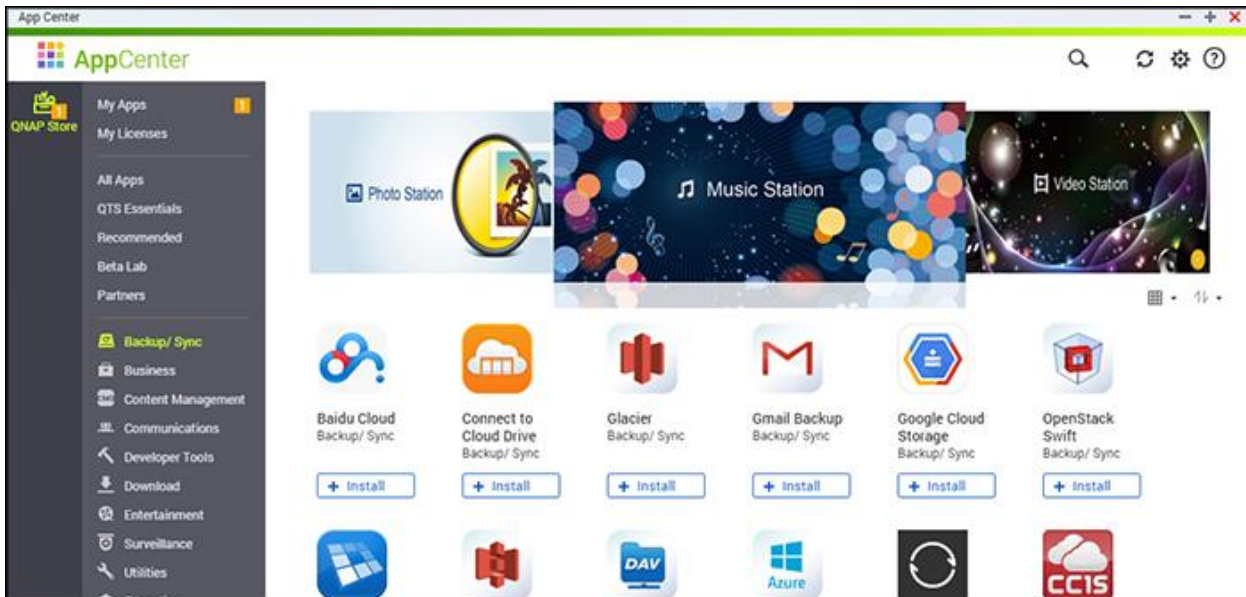 App Center
AppCenter
QNAP Store
1
My Apps
1
My Licenses
All Apps
QTS Essentials
Recommended
Beta Lab
Partners
Backup/ Sync
Business
Content Management
Communications
Developer Tools
Download
Entertainment
Surveillance
Utilities
Photo Station
Music Station
Video Station
Baidu Cloud
Backup/ Sync
+ Install
Connect to
Cloud Drive
Backup/ Sync
+ Install
Glacier
Backup/ Sync
+ Install
Gmail Backup
Backup/ Sync
+ Install
Google Cloud
Storage
Backup/ Sync
+ Install
OpenStack
Swift
Backup/ Sync
+ Install
DAV
Azure
CC1S